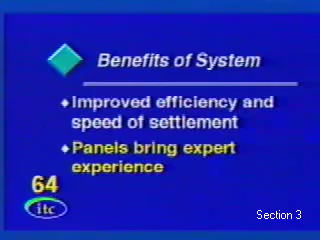 Benefits of System
♦Improved efficiency and
speed of settlement
♦Panels bring expert
experience
64
itc
Section 3